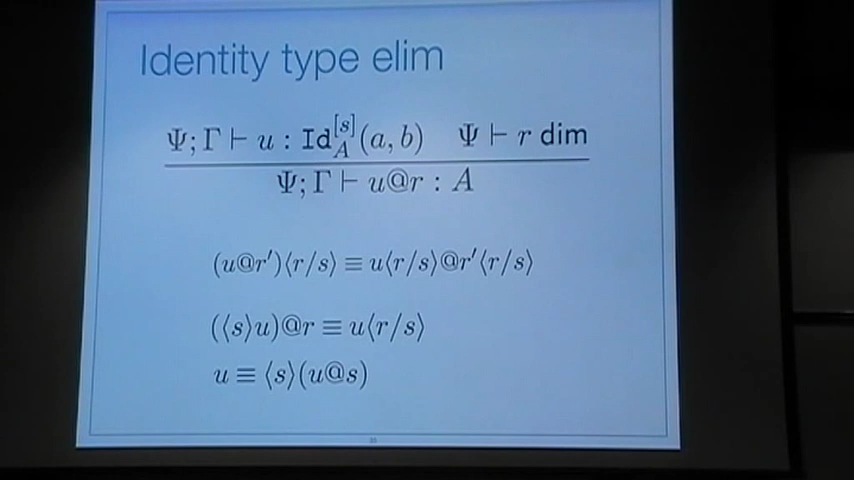 Identity type elim
Ψ; Γ ⊢ u : Id_A^[s](a, b) Ψ ⊢ r dim
Ψ; Γ ⊢ u@r : A
(u@r′)⟨r/s⟩ ≡ u⟨r/s⟩@r′⟨r/s⟩
(⟨s⟩u)@r ≡ u⟨r/s⟩
u ≡ ⟨s⟩(u@s)